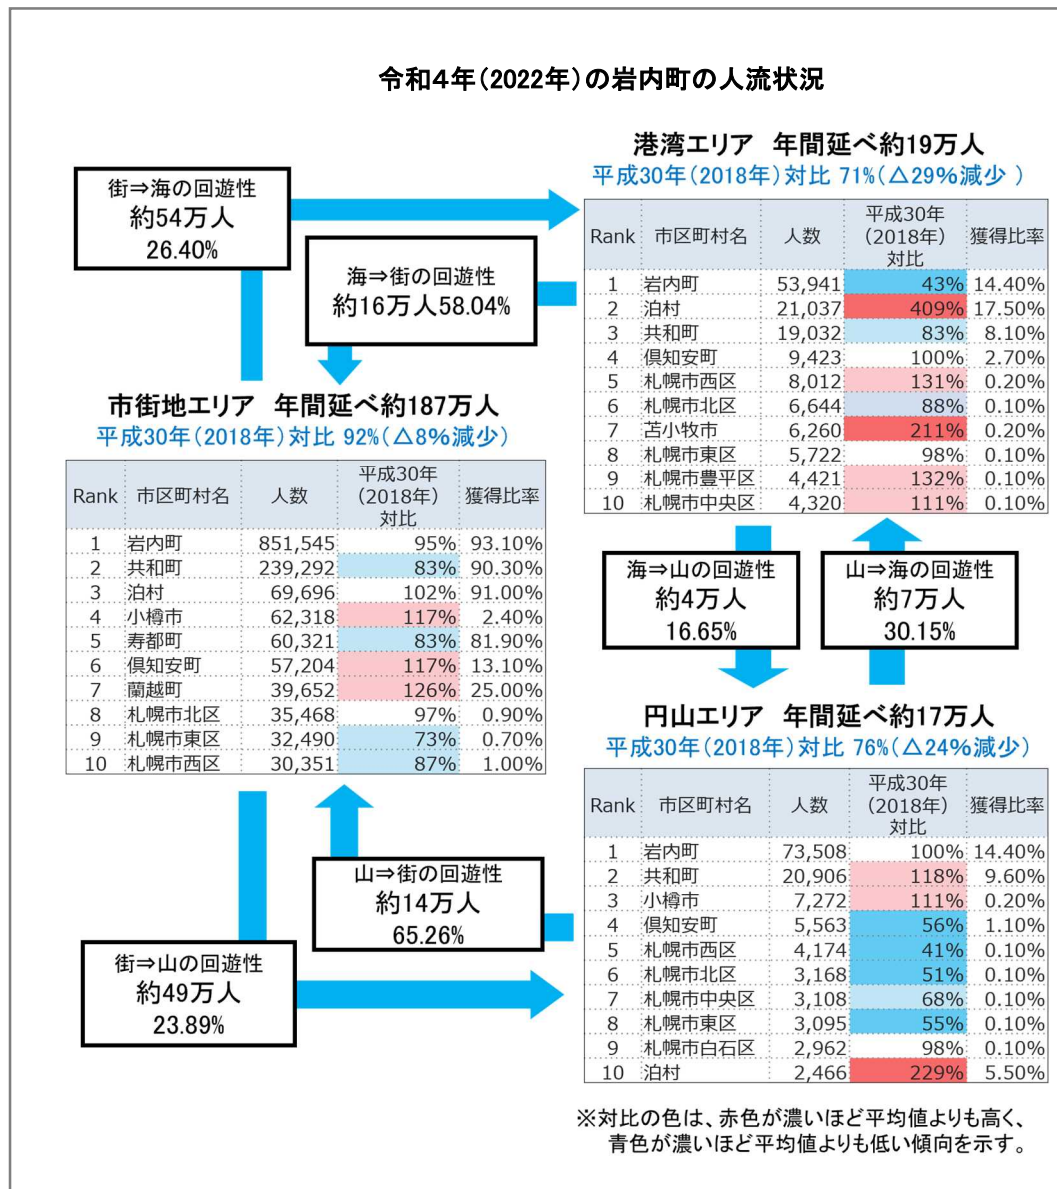 令和4年(2022年)の岩内町の人流状況
港湾エリア 年間延べ約19万人
平成30年(2018年)対比 71%(△29%減少 )
街⇒海の回遊性
約54万人
26.40%
海⇒街の回遊性
約16万人58.04%
Rank 市区町村名 人数 平成30年(2018年)対比 獲得比率
1 岩内町 53,941 43% 14.40%
2 泊村 21,037 409% 17.50%
3 共和町 19,032 83% 8.10%
4 倶知安町 9,423 100% 2.70%
5 札幌市西区 8,012 131% 0.20%
6 札幌市北区 6,644 88% 0.10%
7 苫小牧市 6,260 211% 0.20%
8 札幌市東区 5,722 98% 0.10%
9 札幌市豊平区 4,421 132% 0.10%
10 札幌市中央区 4,320 111% 0.10%
市街地エリア 年間延べ約187万人
平成30年(2018年)対比 92%(△8%減少)
Rank 市区町村名 人数 平成30年(2018年)対比 獲得比率
1 岩内町 851,545 95% 93.10%
2 共和町 239,292 83% 90.30%
3 泊村 69,696 102% 91.00%
4 小樽市 62,318 117% 2.40%
5 寿都町 60,321 83% 81.90%
6 倶知安町 57,204 117% 13.10%
7 蘭越町 39,652 126% 25.00%
8 札幌市北区 35,468 97% 0.90%
9 札幌市東区 32,490 73% 0.70%
10 札幌市西区 30,351 87% 1.00%
海⇒山の回遊性
約4万人
16.65%
山⇒海の回遊性
約7万人
30.15%
円山エリア 年間延べ約17万人
平成30年(2018年)対比 76%(△24%減少)
Rank 市区町村名 人数 平成30年(2018年)対比 獲得比率
1 岩内町 73,508 100% 14.40%
2 共和町 20,906 118% 9.60%
3 小樽市 7,272 111% 0.20%
4 倶知安町 5,563 56% 1.10%
5 札幌市西区 4,174 41% 0.10%
6 札幌市北区 3,168 51% 0.10%
7 札幌市中央区 3,108 68% 0.10%
8 札幌市東区 3,095 55% 0.10%
9 札幌市白石区 2,962 98% 0.10%
10 泊村 2,466 229% 5.50%
山⇒街の回遊性
約14万人
65.26%
街⇒山の回遊性
約49万人
23.89%
※対比の色は、赤色が濃いほど平均値よりも高く、
青色が濃いほど平均値よりも低い傾向を示す。